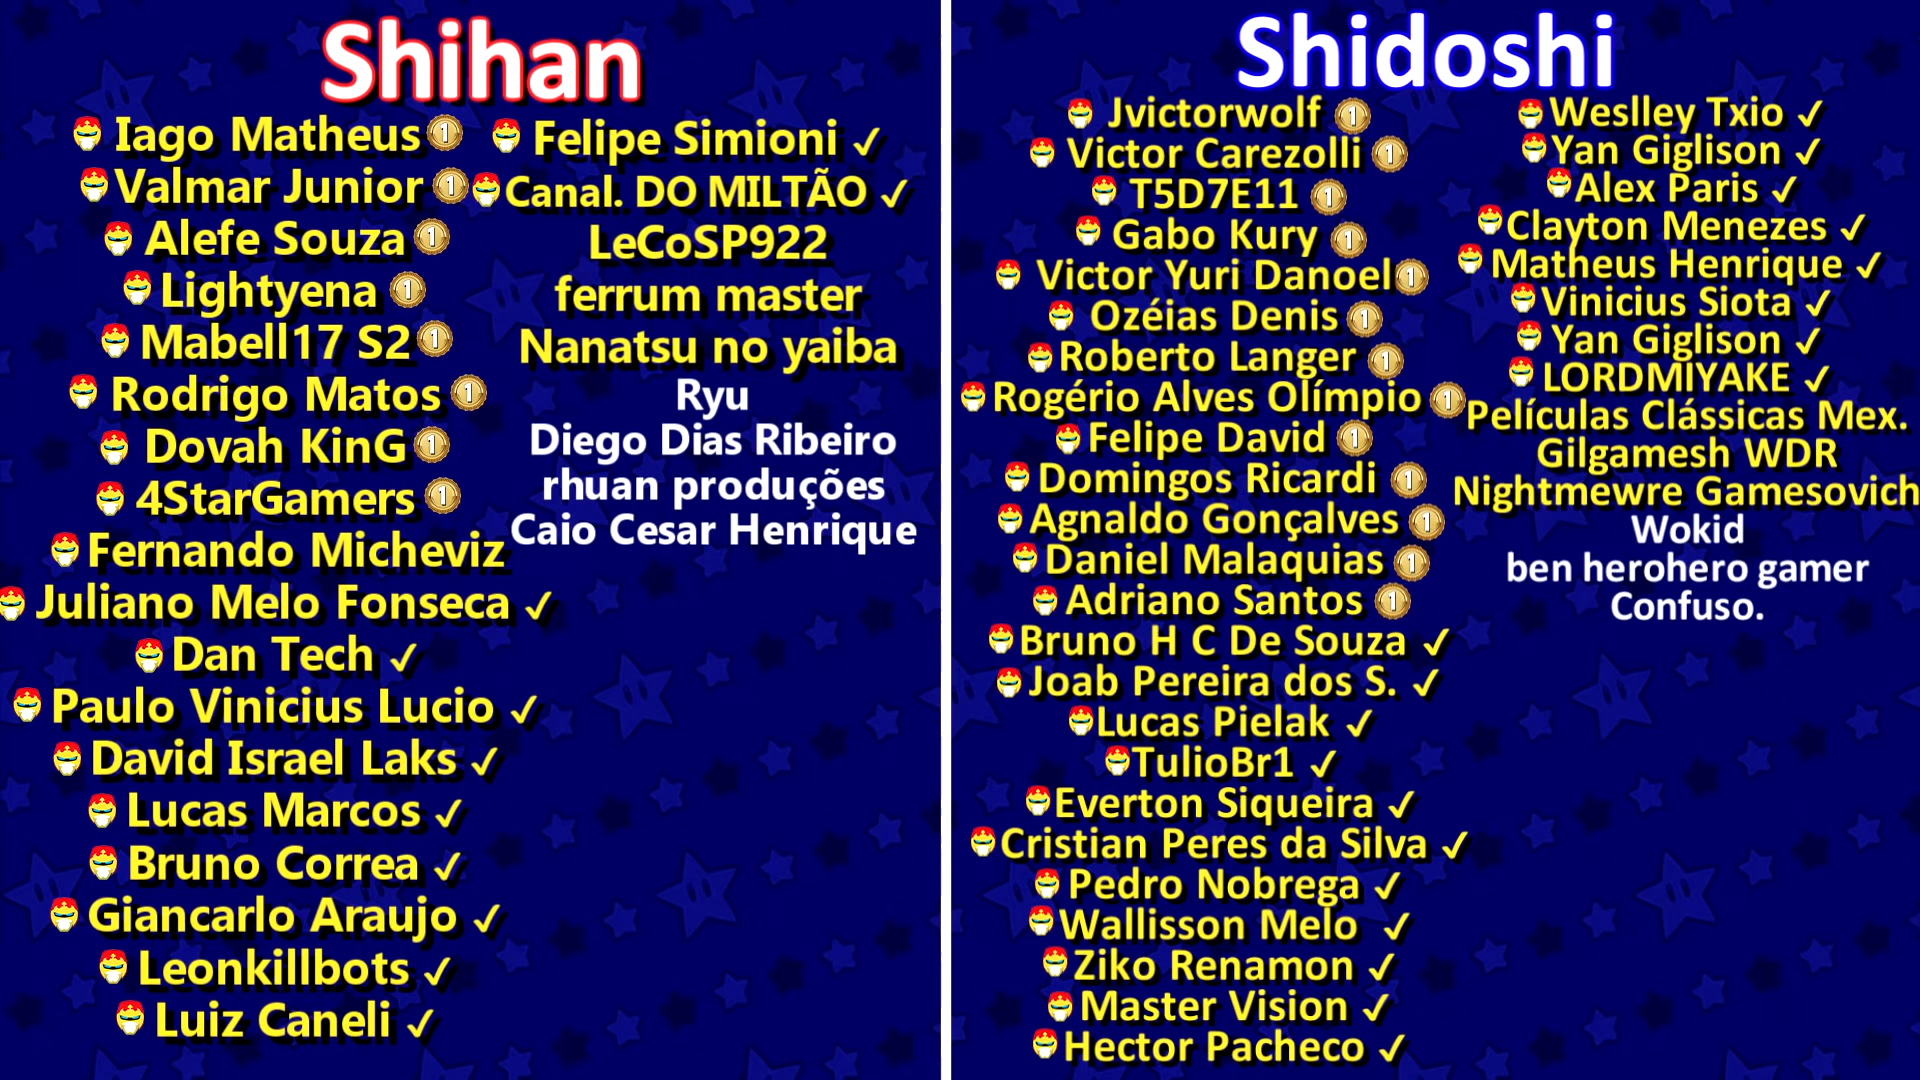 Shihan
Iago Matheus
Valmar Junior
Alefe Souza
Lightyena
Mabell17 S2
Rodrigo Matos
Dovah KinG
4StarGamers
Fernando Micheviz
Juliano Melo Fonseca ✓
Dan Tech ✓
Paulo Vinicius Lucio ✓
David Israel Laks ✓
Lucas Marcos ✓
Bruno Correa ✓
Giancarlo Araujo ✓
Leonkillbots ✓
Luiz Caneli ✓
Felipe Simioni ✓
Canal. DO MILTÃO ✓
LeCoSP922
ferrum master
Nanatsu no yaiba
Ryu
Diego Dias Ribeiro
rhuan produções
Caio Cesar Henrique
Shidoshi
Jvictorwolf
Victor Carezolli
T5D7E11
Gabo Kury
Victor Yuri Danoel
Ozéias Denis
Roberto Langer
Rogério Alves Olímpio
Felipe David
Domingos Ricardi
Agnaldo Gonçalves
Daniel Malaquias
Adriano Santos
Bruno H C De Souza ✓
Joab Pereira dos S. ✓
Lucas Pielak ✓
TulioBr1 ✓
Everton Siqueira ✓
Cristian Peres da Silva ✓
Pedro Nobrega ✓
Wallisson Melo ✓
Ziko Renamon ✓
Master Vision ✓
Hector Pacheco ✓
Weslley Txio ✓
Yan Giglison ✓
Alex Paris ✓
Clayton Menezes ✓
Matheus Henrique ✓
Vinicius Siota ✓
Yan Giglison ✓
LORDMIYAKE ✓
Películas Clássicas Mex.
Gilgamesh WDR
Nightmewre Gamesovich
Wokid
ben herohero gamer
Confuso.